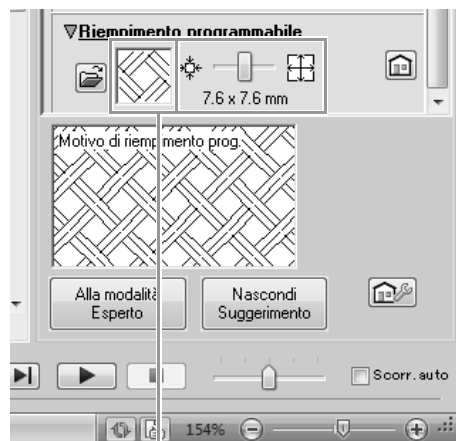 ▽Riempimento programmabile
7.6 x 7.6 mm
Motivo di riempimento prog.
Alla modalità Esperto
Nascondi Suggerimento
Scorr. auto
154%